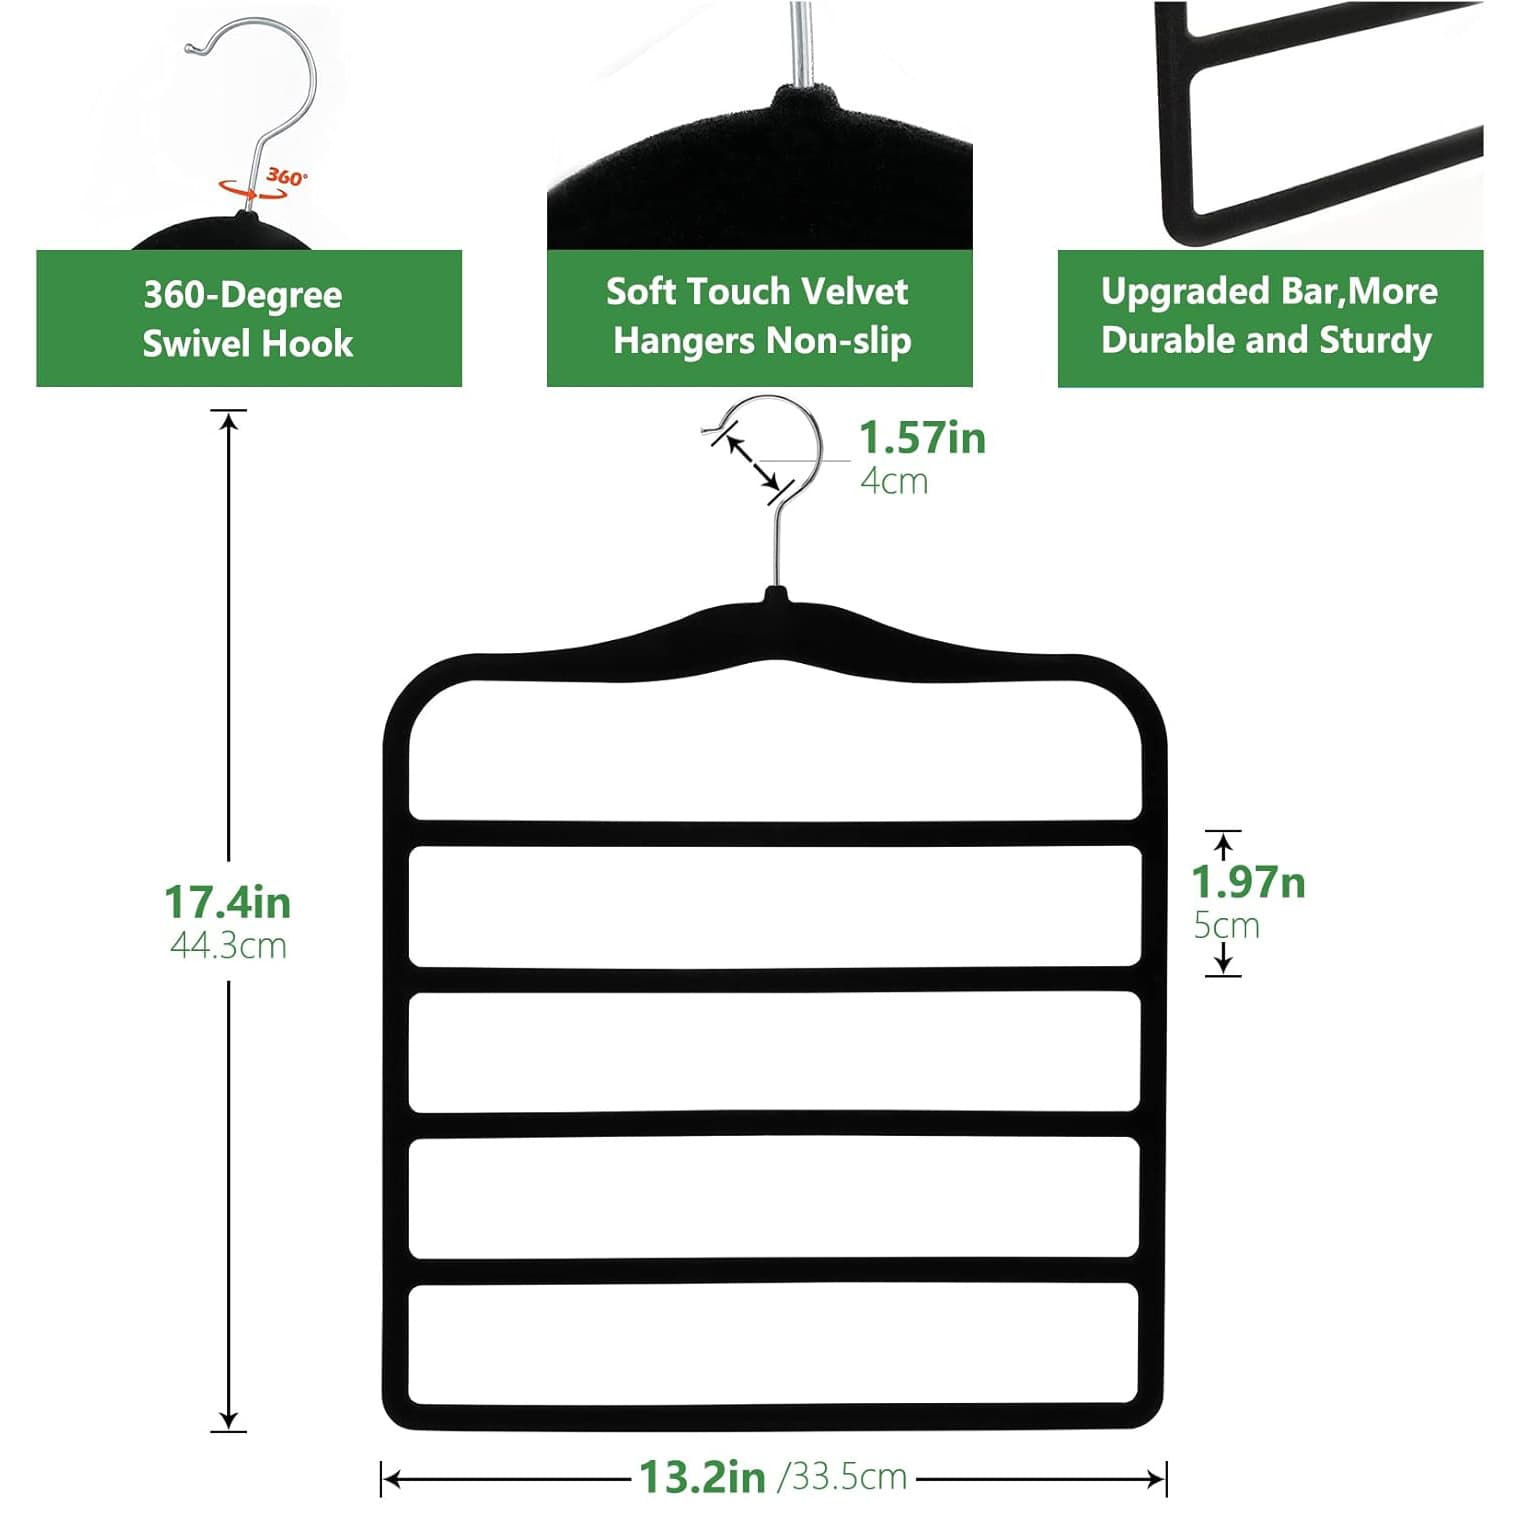 360°
360-Degree
Swivel Hook
Soft Touch Velvet
Hangers Non-slip
Upgraded Bar,More
Durable and Sturdy
1.57in
4cm
17.4in
44.3cm
1.97n
5cm
13.2in /33.5cm